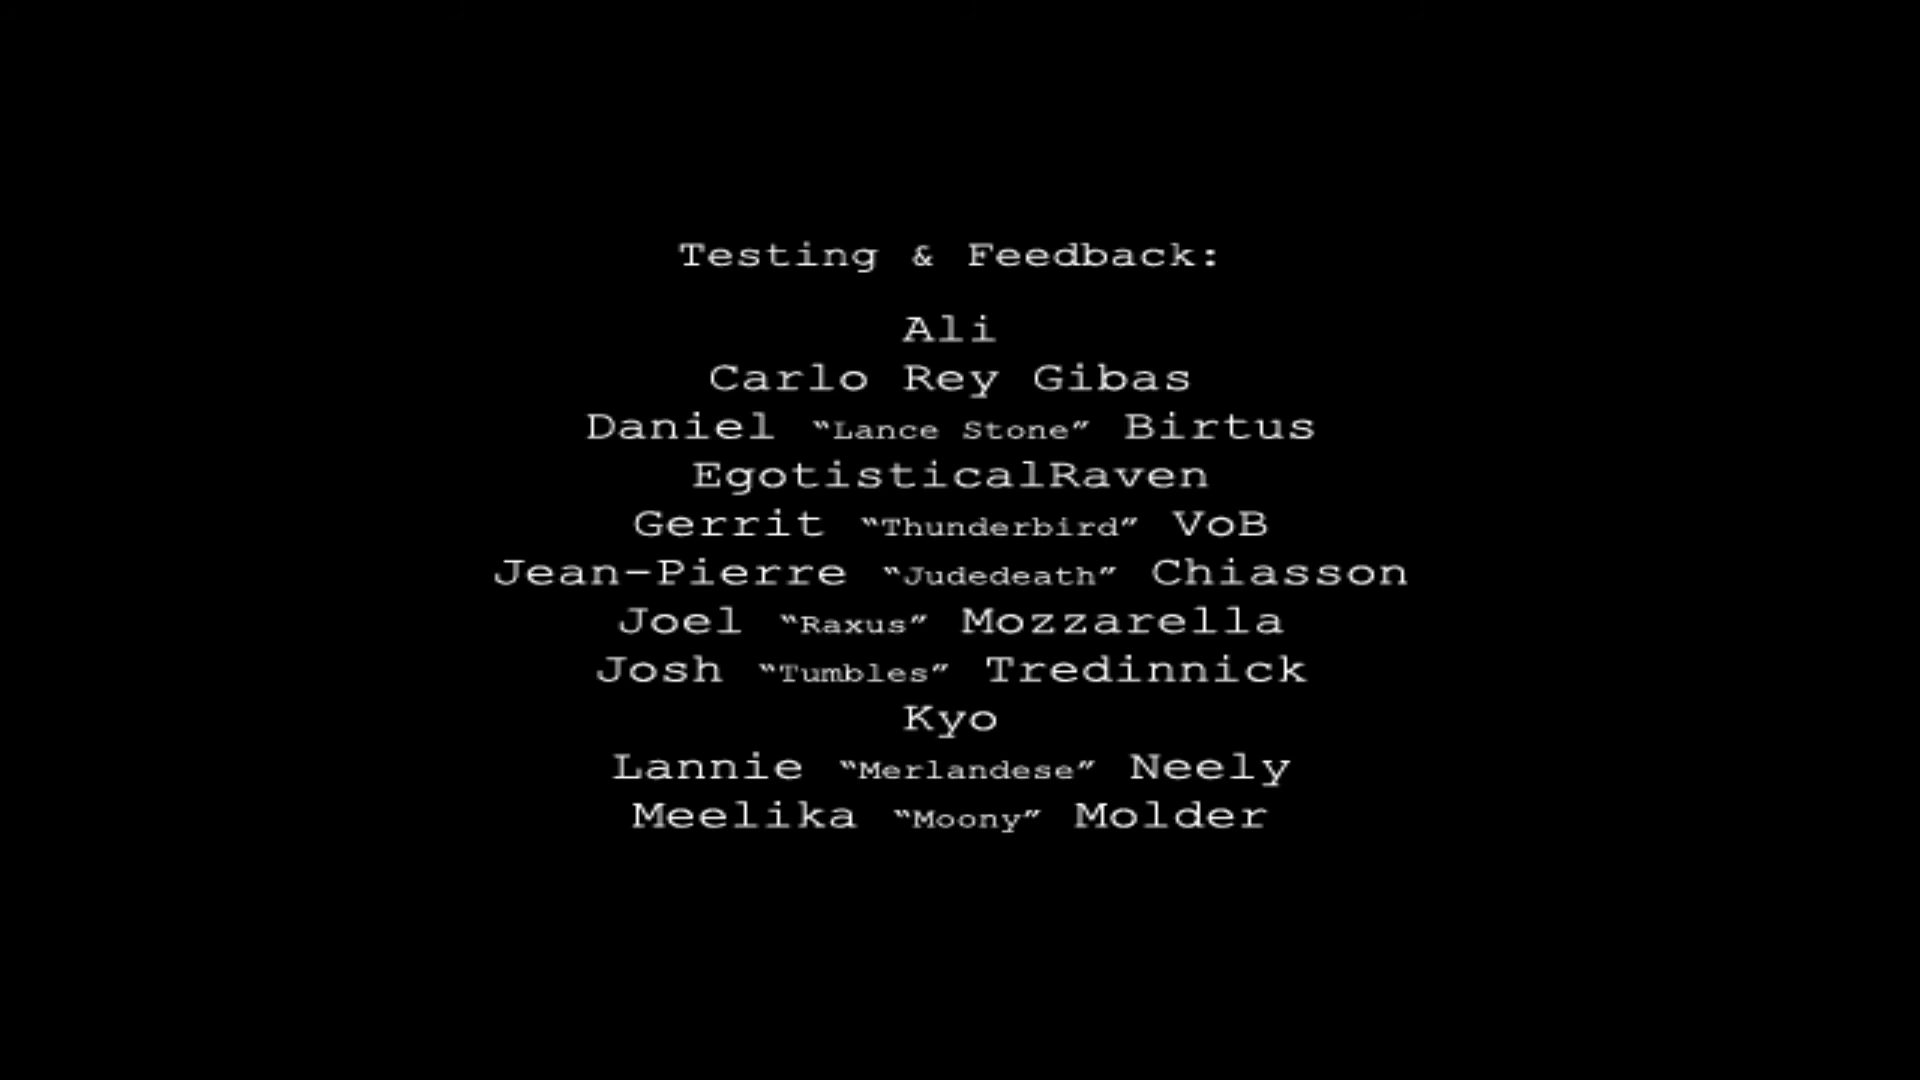 Testing & Feedback:
Ali
Carlo Rey Gibas
Daniel “Lance Stone” Birtus
EgotisticalRaven
Gerrit “Thunderbird” VoB
Jean-Pierre “Judedeath” Chiasson
Joel “Raxus” Mozzarella
Josh “Tumbles” Tredinnick
Kyo
Lannie “Merlandese” Neely
Meelika “Moony” Molder